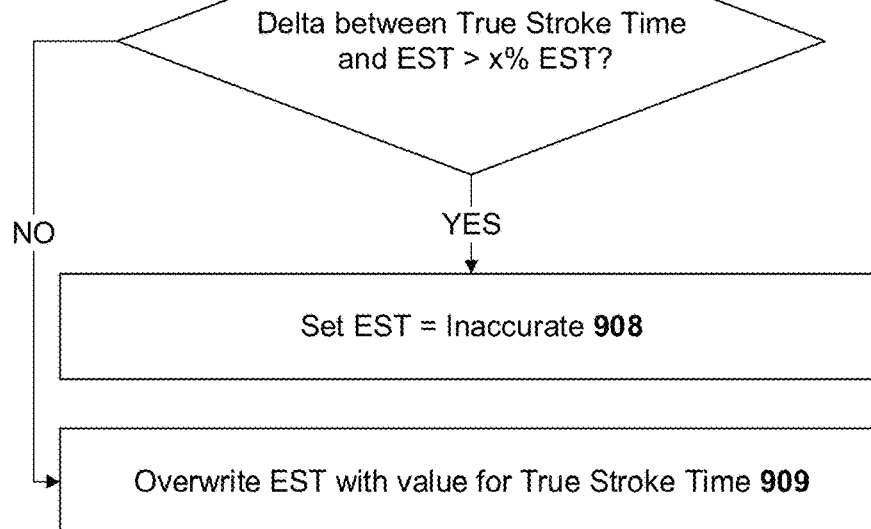 Delta between True Stroke Time
and EST > x% EST?
YES
NO
Set EST = Inaccurate 908
Overwrite EST with value for True Stroke Time 909